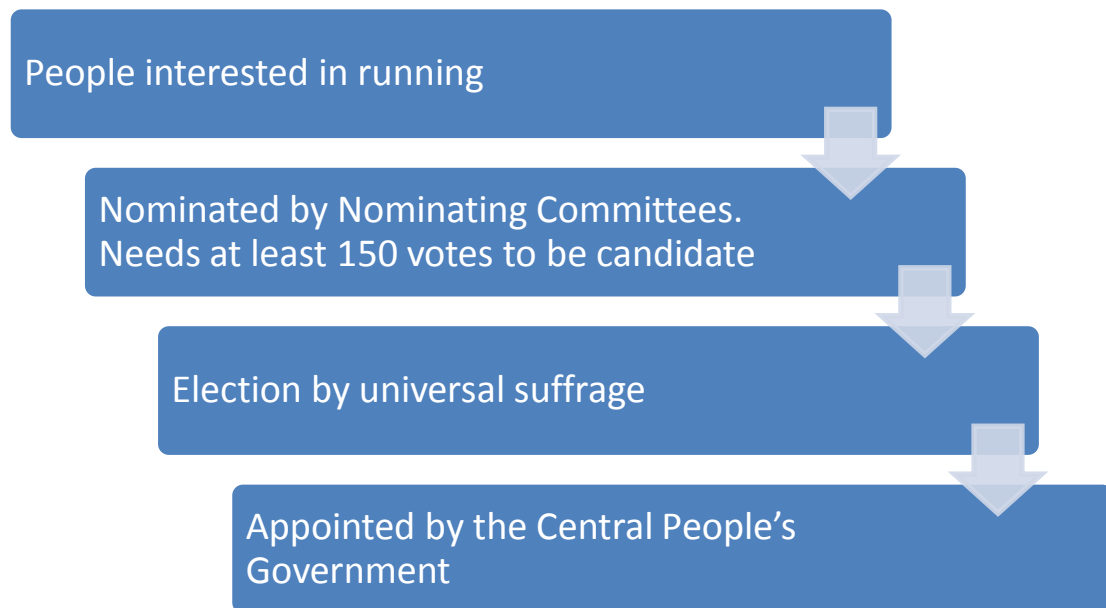 People interested in running
Nominated by Nominating Committees.
Needs at least 150 votes to be candidate
Election by universal suffrage
Appointed by the Central People’s
Government